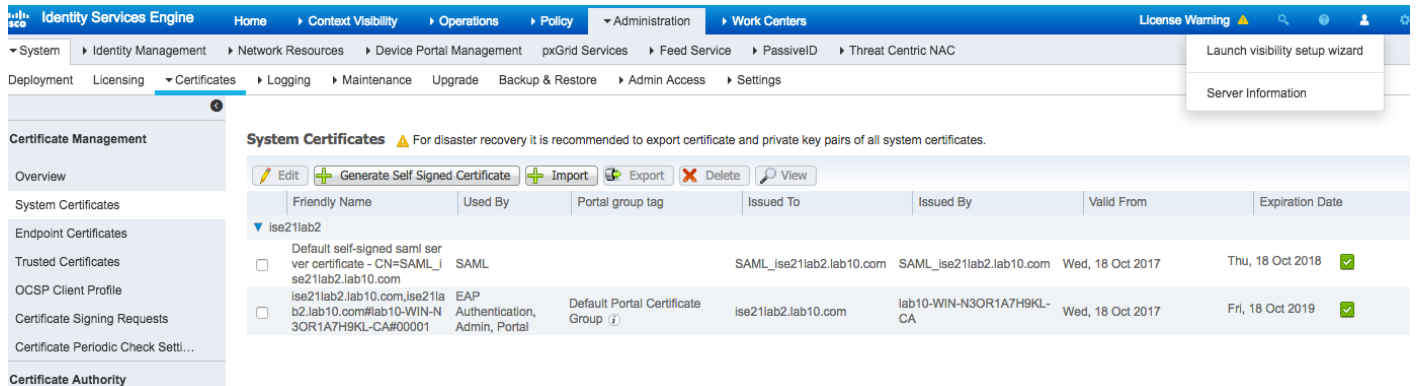 Identity Services Engine Home Context Visibility Operations Policy Administration Work Centers License Warning
System Identity Management Network Resources Device Portal Management pxGrid Services Feed Service PassiveID Threat Centric NAC
Launch visibility setup wizard
Deployment Licensing Certificates Logging Maintenance Upgrade Backup & Restore Admin Access Settings
Server Information
Certificate Management
Overview
System Certificates
Endpoint Certificates
Trusted Certificates
OCSP Client Profile
Certificate Signing Requests
Certificate Periodic Check Setti...
Certificate Authority
System Certificates For disaster recovery it is recommended to export certificate and private key pairs of all system certificates.
Edit Generate Self Signed Certificate Import Export Delete View
Friendly Name Used By Portal group tag Issued To Issued By Valid From Expiration Date
ise21lab2
Default self-signed saml ser
ver certificate - CN=SAML_i SAML SAML_ise21lab2.lab10.com SAML_ise21lab2.lab10.com Wed, 18 Oct 2017 Thu, 18 Oct 2018
se21lab2.lab10.com
ise21lab2.lab10.com,ise21la EAP lab10-WIN-N3OR1A7H9KL-
b2.lab10.com#lab10-WIN-N Authentication, Default Portal Certificate ise21lab2.lab10.com Wed, 18 Oct 2017 Fri, 18 Oct 2019
3OR1A7H9KL-CA#00001 Admin, Portal Group CA